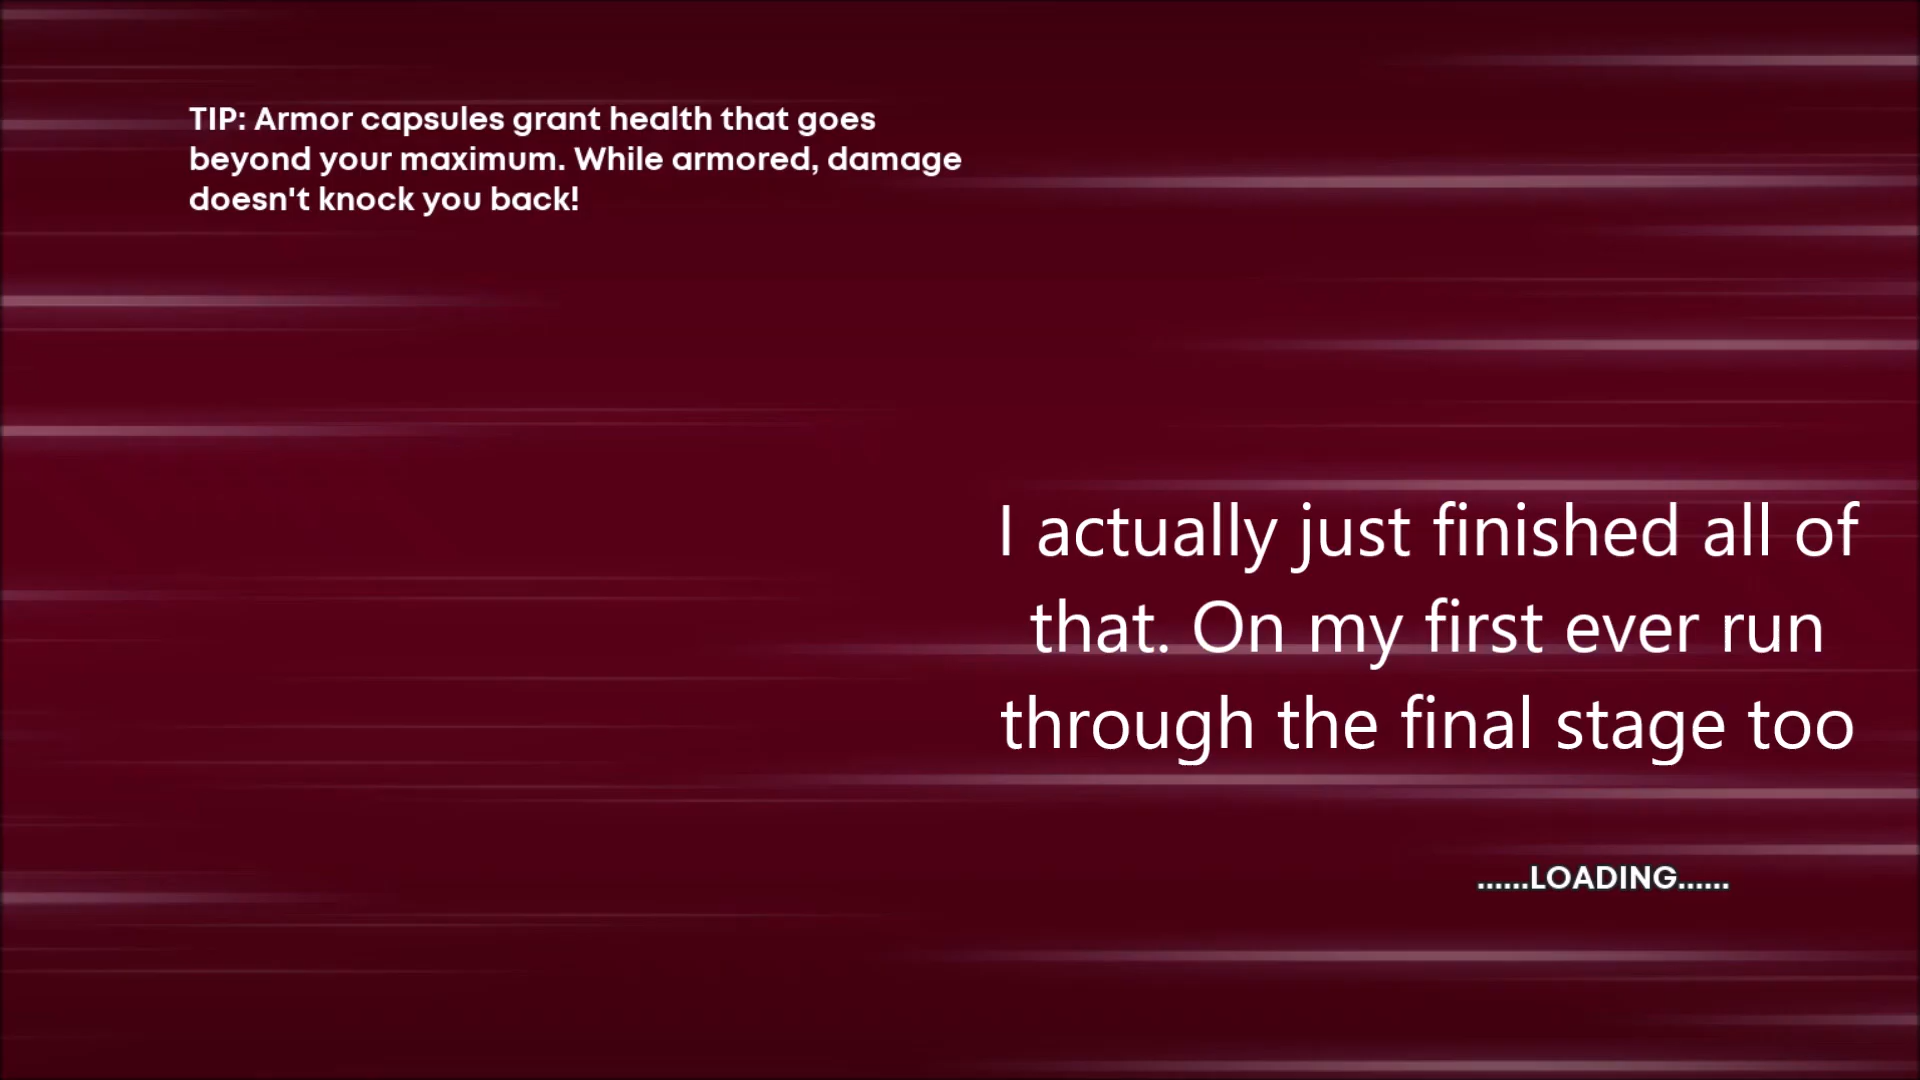 TIP: Armor capsules grant health that goes
beyond your maximum. While armored, damage
doesn't knock you back!
I actually just finished all of
that. On my first ever run
through the final stage too
......LOADING......